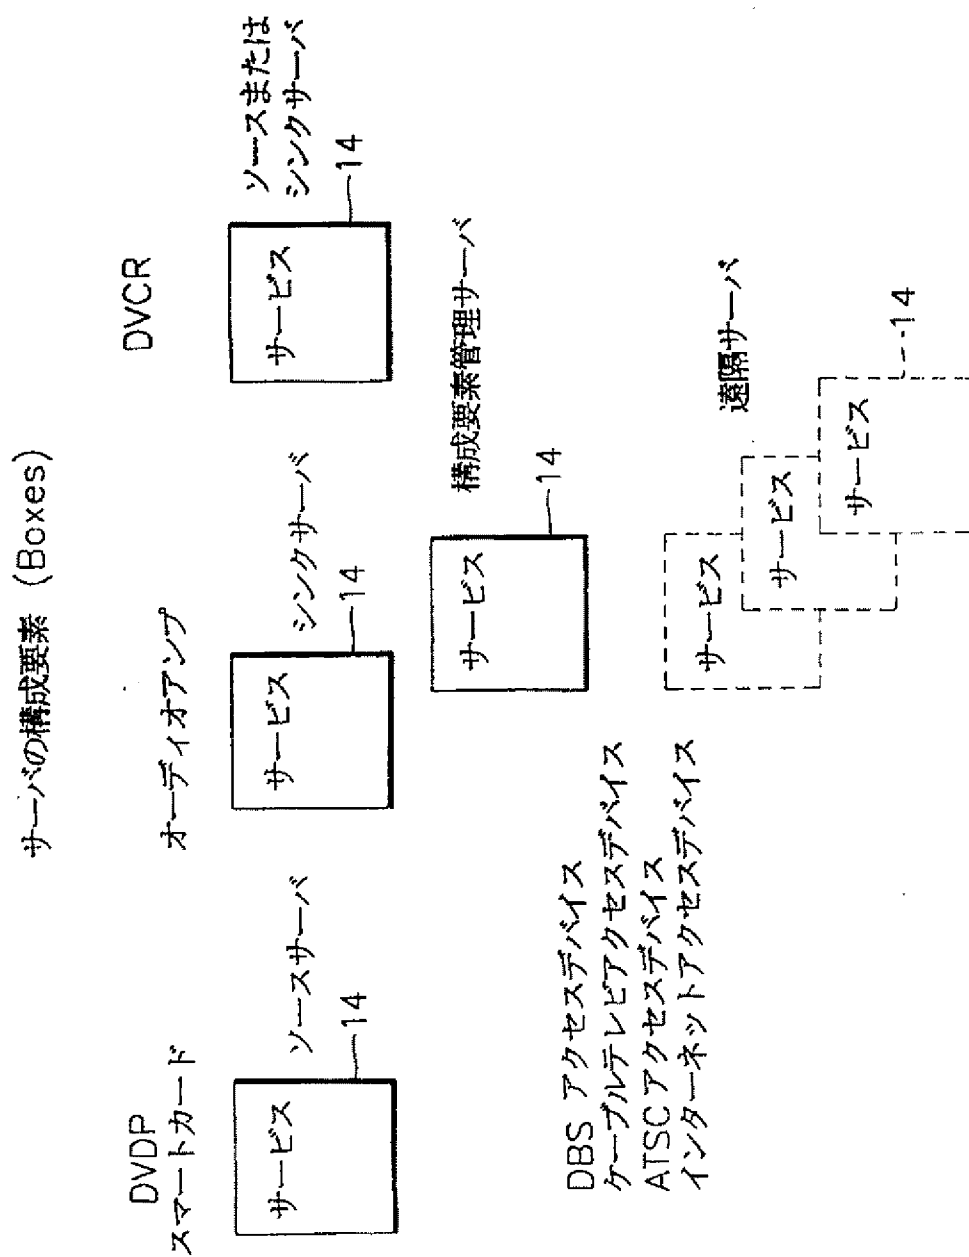 サーバの構成要素 (Boxes)
DVDP
スマートカード
サービス
ソースサーバ
14
オーディオアンプ
サービス
シンクサーバ
14
DVCR
サービス
ソースまたは
シンクサーバ
14
サービス
構成要素管理サーバ
14
DBS アクセスデバイス
ケーブルテレビアクセスデバイス
ATSCアクセスデバイス
インターネットアクセスデバイス
サービス
サービス
サービス
遠隔サーバ
14